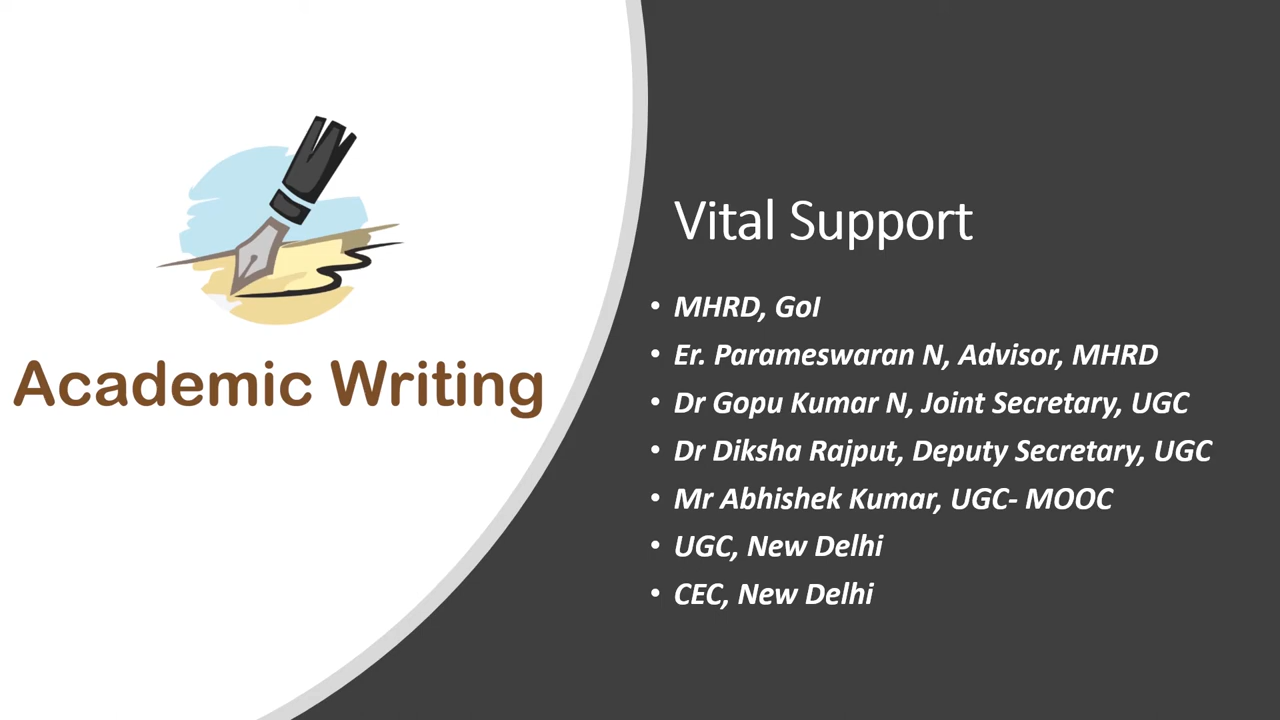 Academic Writing
Vital Support
• MHRD, GoI
• Er. Parameswaran N, Advisor, MHRD
• Dr Gopu Kumar N, Joint Secretary, UGC
• Dr Diksha Rajput, Deputy Secretary, UGC
• Mr Abhishek Kumar, UGC- MOOC
• UGC, New Delhi
• CEC, New Delhi